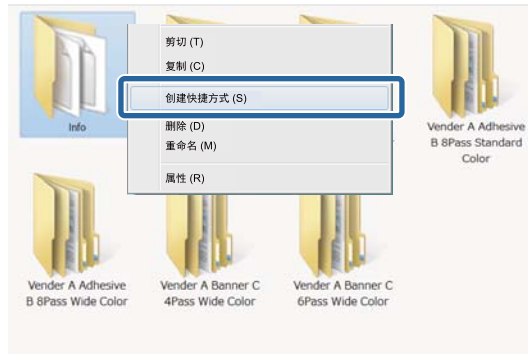 剪切 (T)
复制 (C)
创建快捷方式 (S)
删除 (D)
重命名 (M)
属性 (R)
Info
Vender A Adhesive
B 8Pass Standard
Color
Vender A Adhesive
B 8Pass Wide Color
Vender A Banner C
4Pass Wide Color
Vender A Banner C
6Pass Wide Color